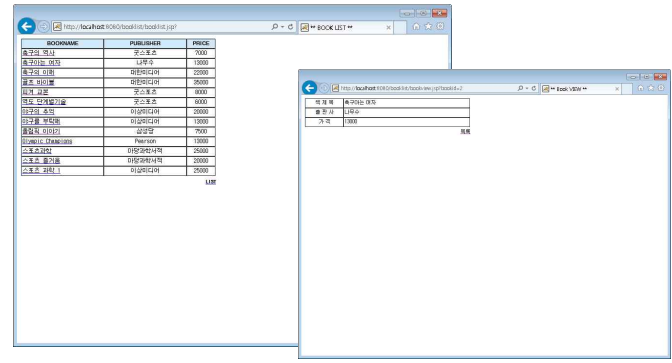 http://localhost:8080/booklist/booklist.jsp?
** BOOK LIST **
BOOKNAME PUBLISHER PRICE
축구의 역사 굿스포츠 7000
축구아는 여자 나무수 13000
축구의 이해 대한미디어 22000
골프 바이블 대한미디어 35000
피겨 교본 굿스포츠 8000
역도 단계별기술 굿스포츠 6000
야구의 추억 이상미디어 20000
야구를 부탁해 이상미디어 13000
올림픽 이야기 삼성당 7500
Olympic Champions Pearson 13000
스포츠과학 마당과학서적 25000
스포츠 즐거움 마당과학서적 20000
스포츠 과학 1 이상미디어 25000
LIST
http://localhost:8080/booklist/bookview.jsp?bookid=2
** Book VIEW **
책 제 목 축구아는 여자
출 판 사 나무수
가 격 13000
목록